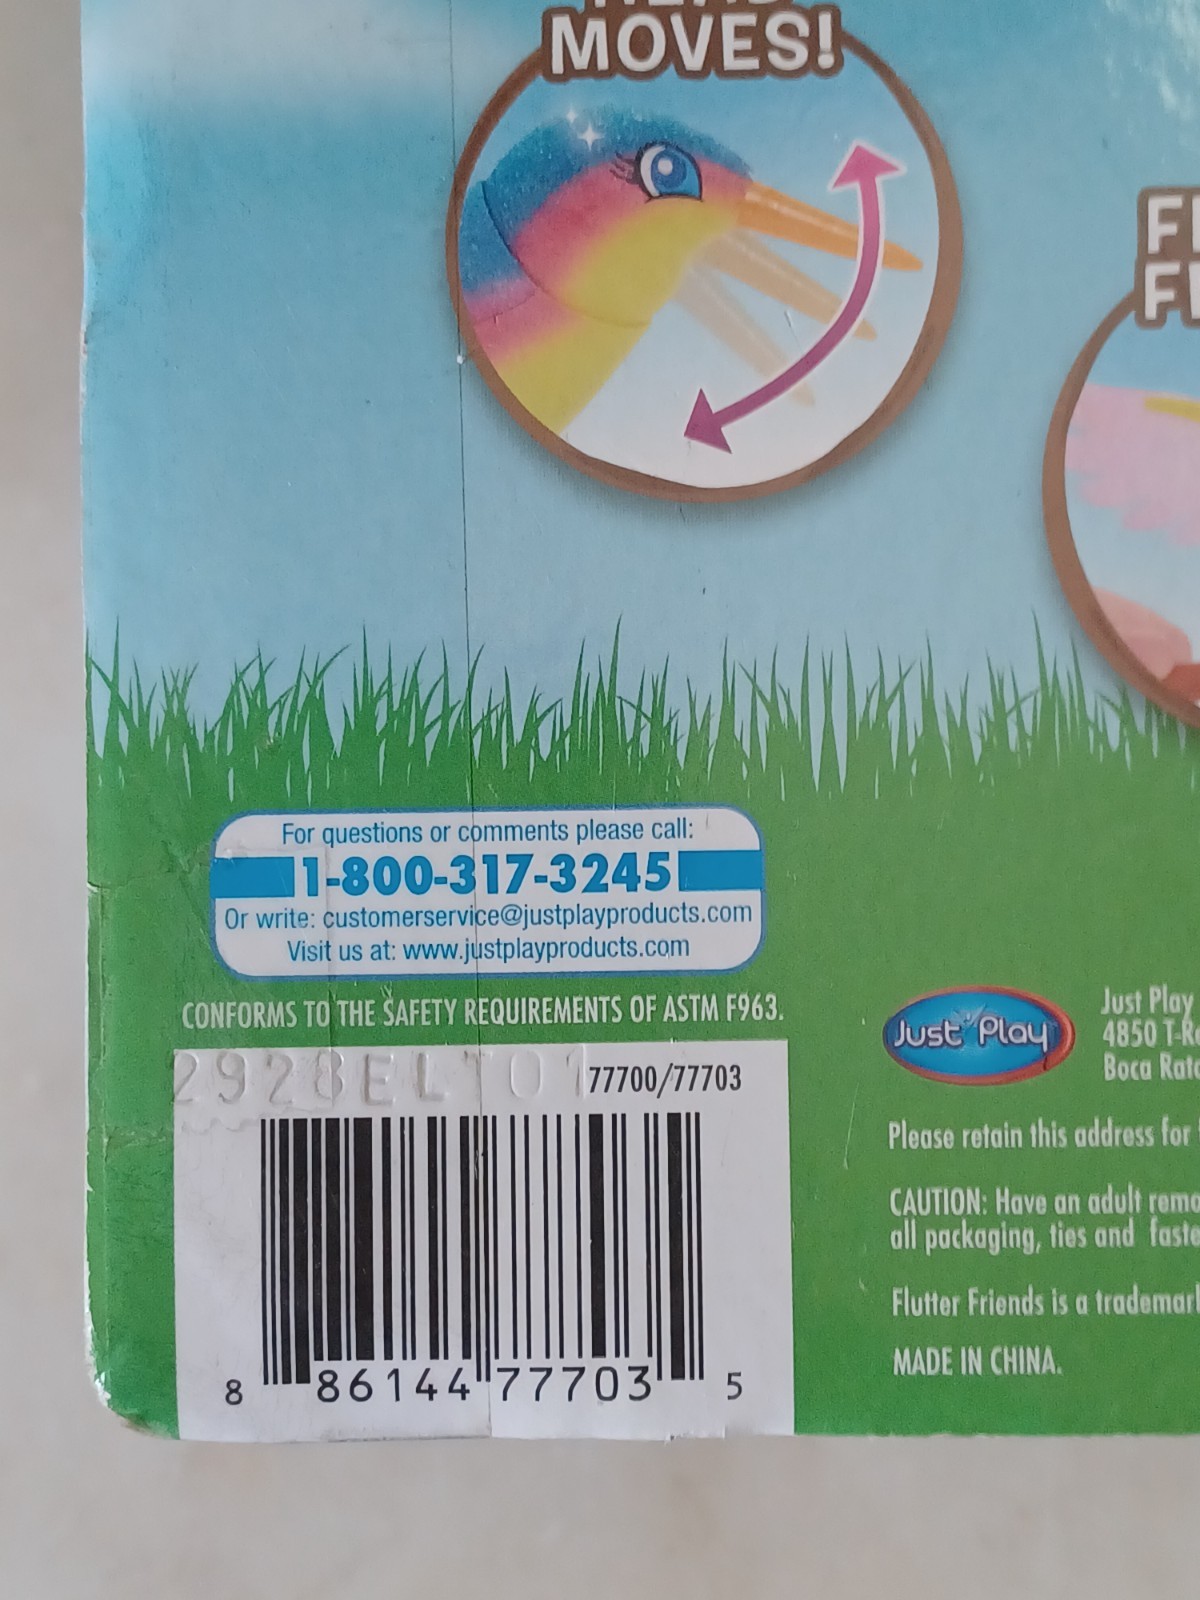 MOVES!
For questions or comments please call:
1-800-317-3245
Or write: customerservice@justplayproducts.com
Visit us at: www.justplayproducts.com
CONFORMS TO THE SAFETY REQUIREMENTS OF ASTM F963.
77700/77703
8 86144 77703 5
Just Play
Just Play
4850
Boca
Please retain this address for
CAUTION: Have an adult
all packaging, ties and
Flutter Friends is a
MADE IN CHINA.